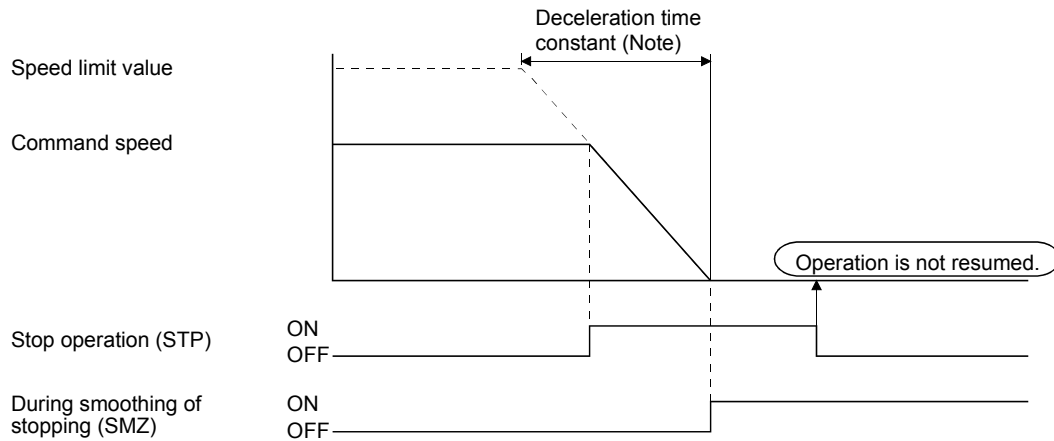 Deceleration time
constant (Note)
Speed limit value
Command speed
Operation is not resumed.
Stop operation (STP)
ON
OFF
During smoothing of
stopping (SMZ)
ON
OFF